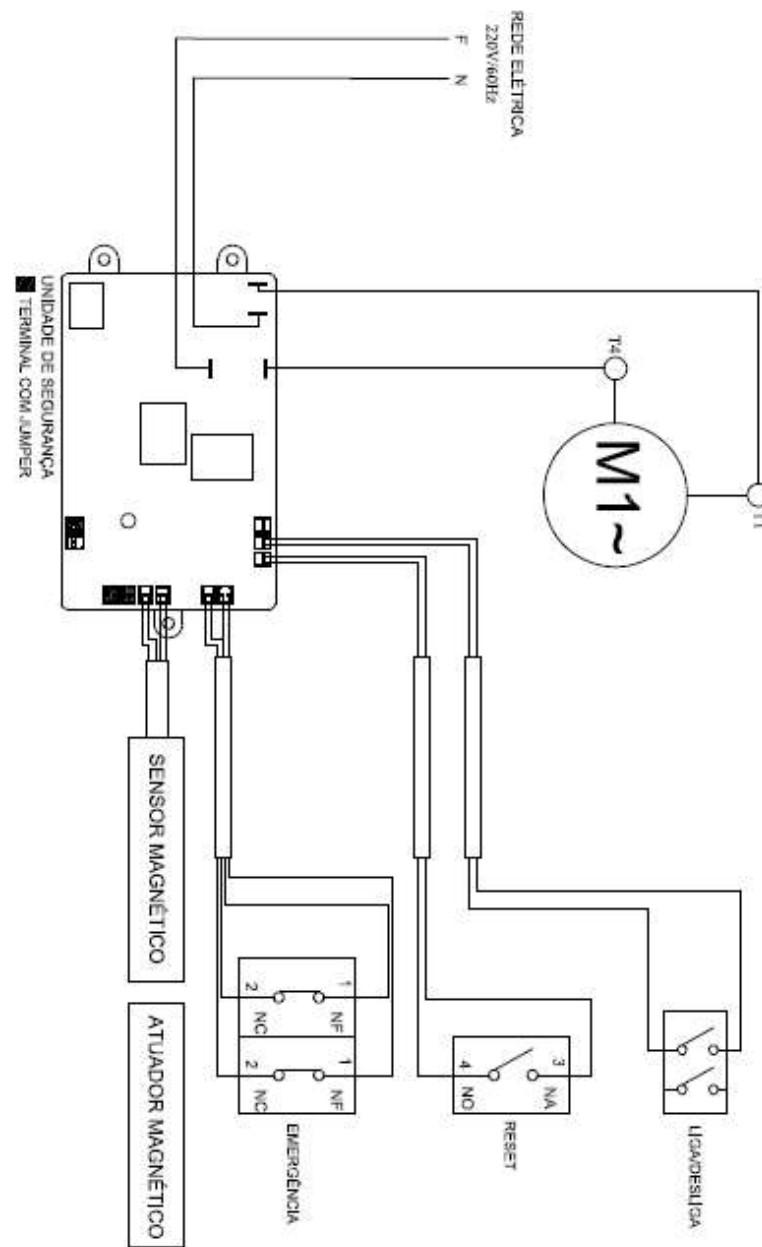 REDE ELÉTRICA
220V/60Hz
F
N
UNIDADE DE SEGURANÇA
TERMINAL COM JUMPER
T4
T1
M1~
SENSOR MAGNÉTICO
ATUADOR MAGNÉTICO
1
2
NF
NC
1
2
NF
NC
EMERGÊNCIA
3
4
NA
NO
RESET
LIGA/DESLIGA